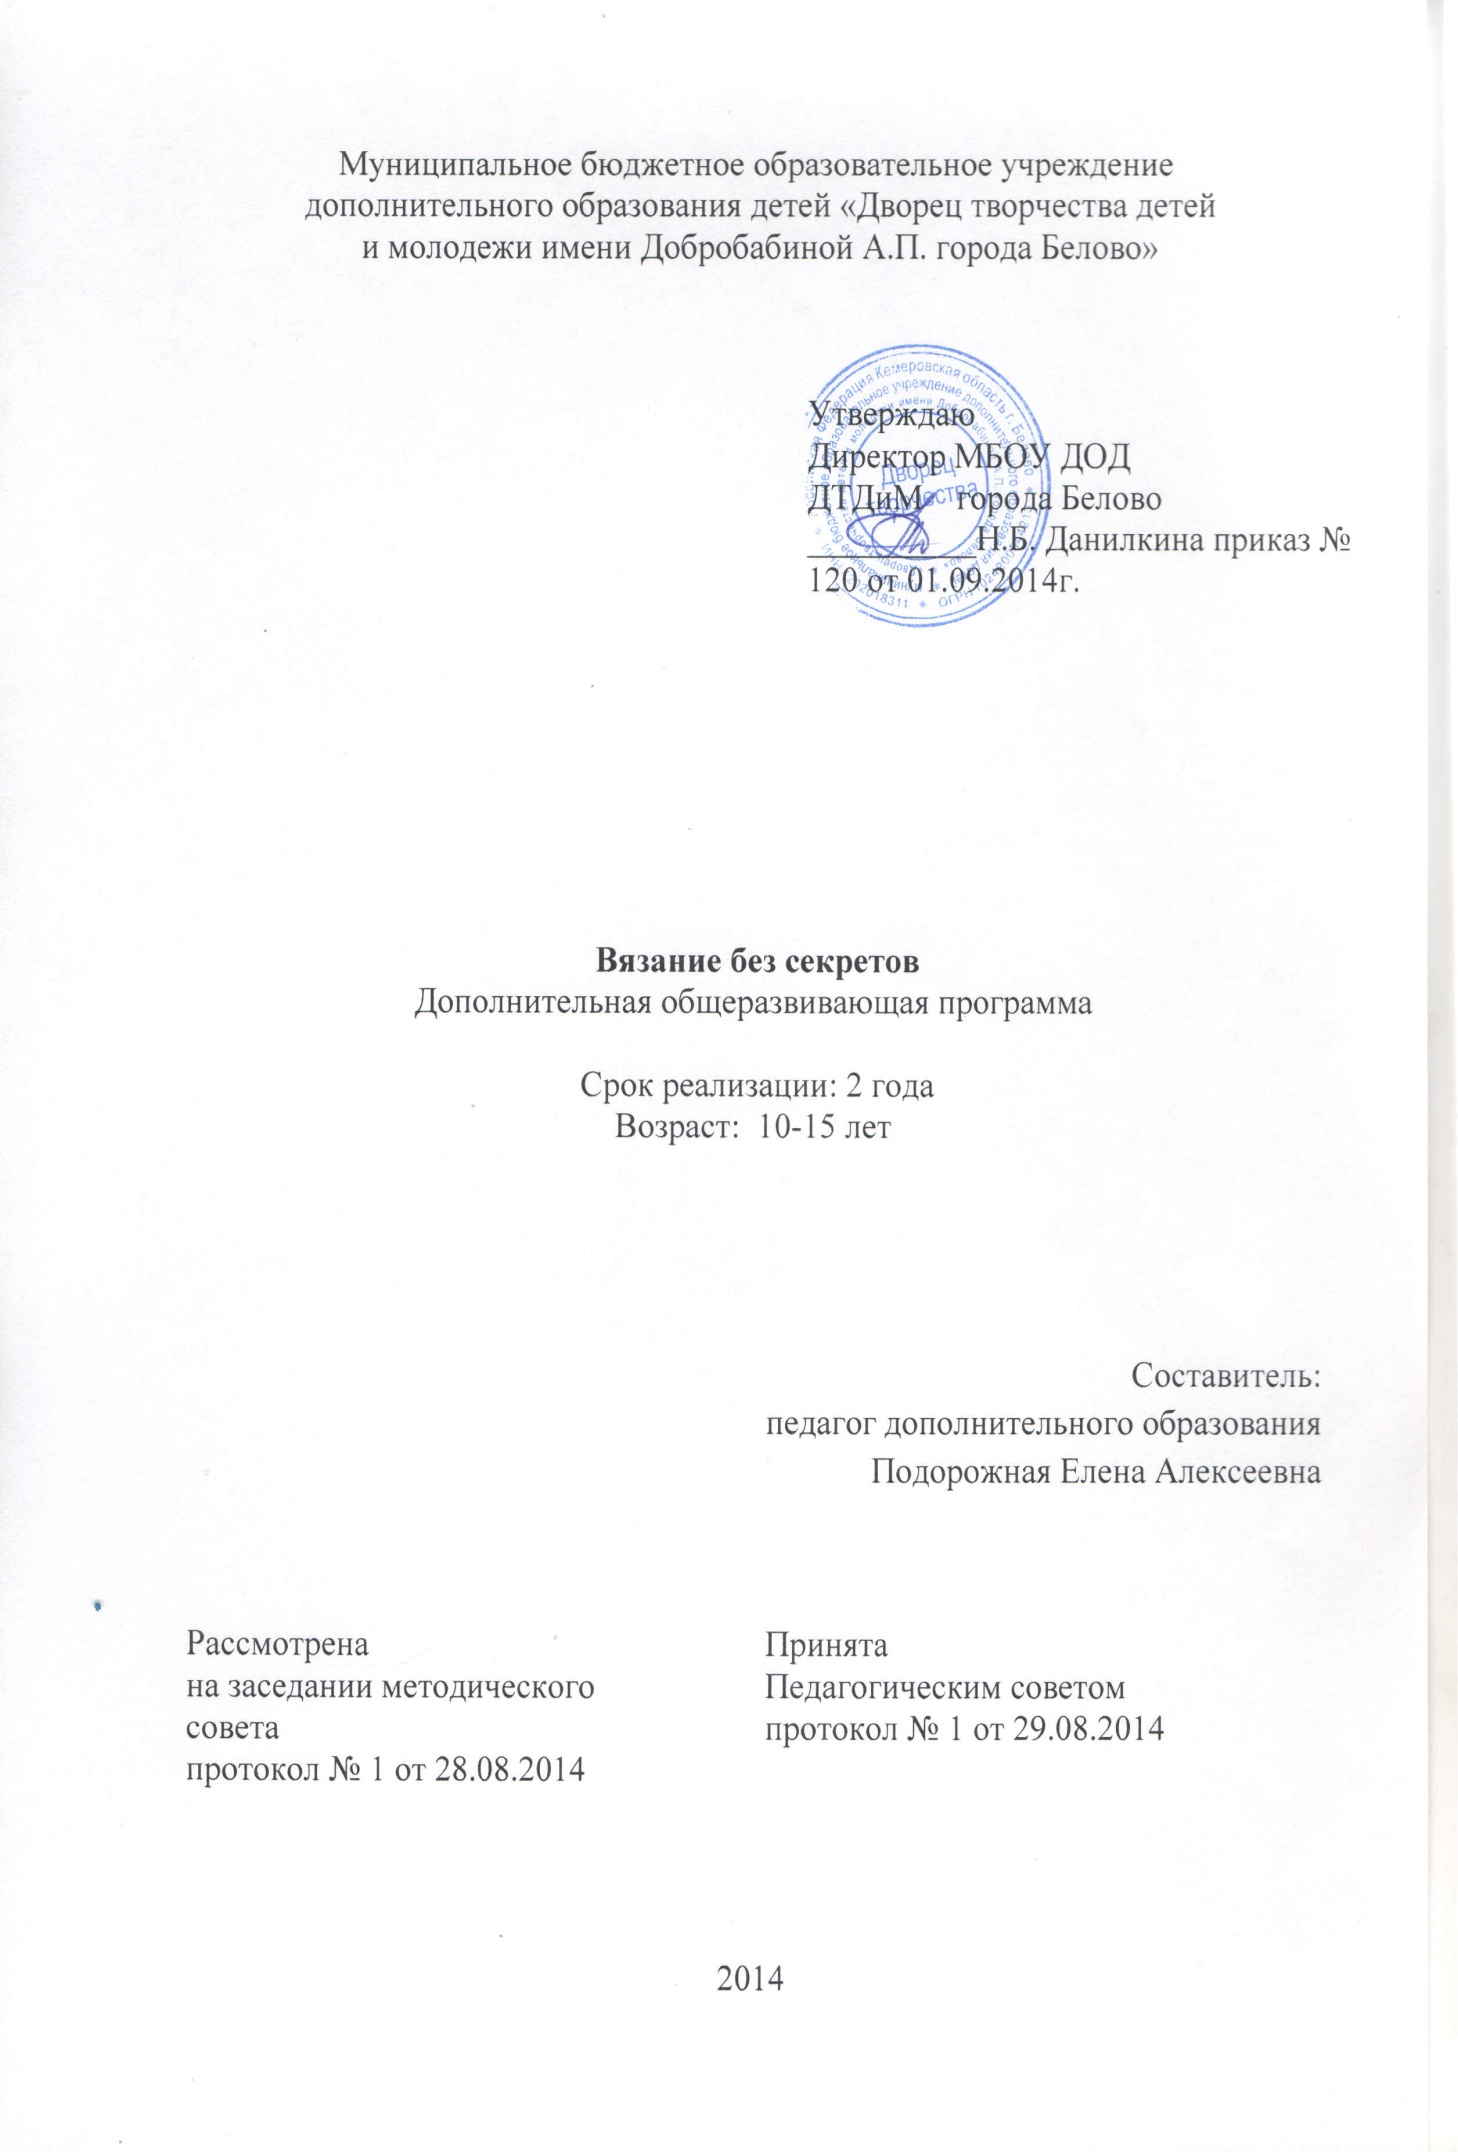 Муниципальное бюджетное образовательное учреждение
дополнительного образования детей «Дворец творчества детей
и молодежи имени Добробабиной А.П. города Белово»
Утверждаю
Директор МБОУ ДОД
ДТДиМ города Белово
Н.Б. Данилкина приказ №
120 от 01.09.2014г.
Дворец
творчества
Вязание без секретов
Дополнительная общеразвивающая программа
Срок реализации: 2 года
Возраст: 10-15 лет
Составитель:
педагог дополнительного образования
Подорожная Елена Алексеевна
Рассмотрена
на заседании методического
совета
протокол № 1 от 28.08.2014
Принята
Педагогическим советом
протокол № 1 от 29.08.2014
2014